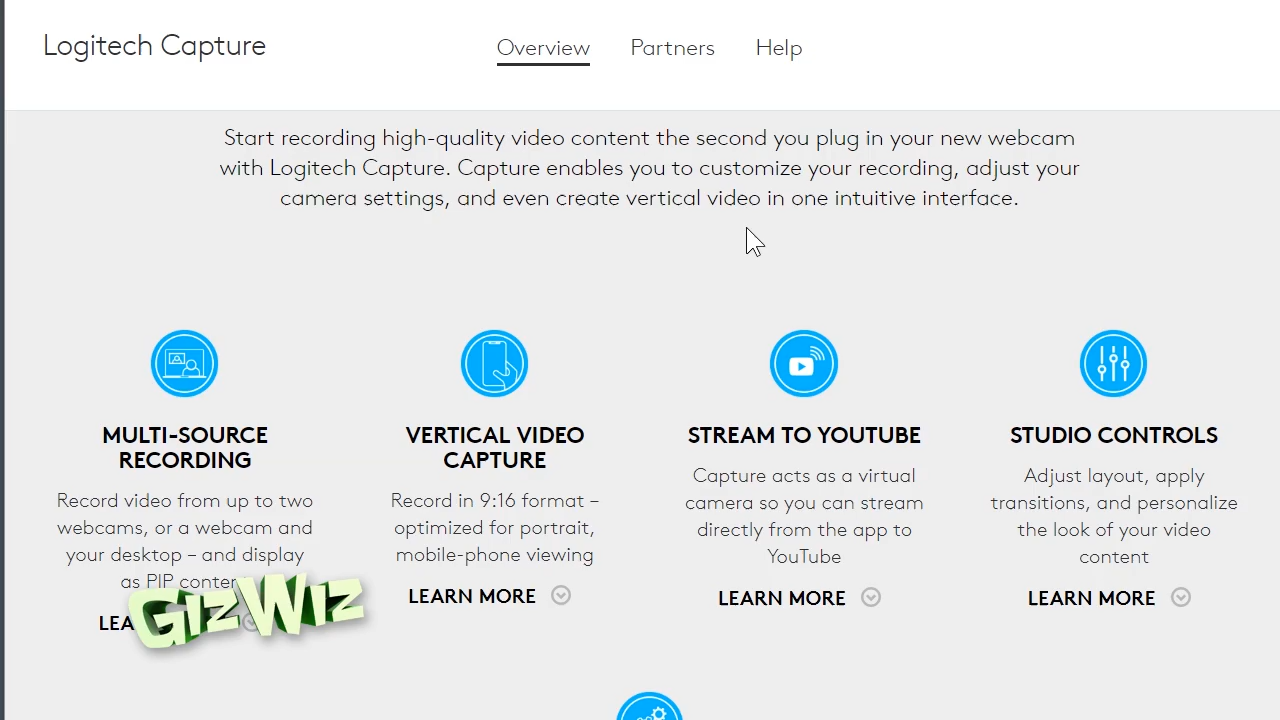 Logitech Capture
Overview
Partners
Help
Start recording high-quality video content the second you plug in your new webcam
with Logitech Capture. Capture enables you to customize your recording, adjust your
camera settings, and even create vertical video in one intuitive interface.
MULTI-SOURCE
RECORDING
Record video from up to two
webcams, or a webcam and
your desktop – and display
as PIP
VERTICAL VIDEO
CAPTURE
Record in 9:16 format –
optimized for portrait,
mobile-phone viewing
LEARN MORE
STREAM TO YOUTUBE
Capture acts as a virtual
camera so you can stream
directly from the app to
YouTube
LEARN MORE
STUDIO CONTROLS
Adjust layout, apply
transitions, and personalize
the look of your video
content
LEARN MORE
GizWiz